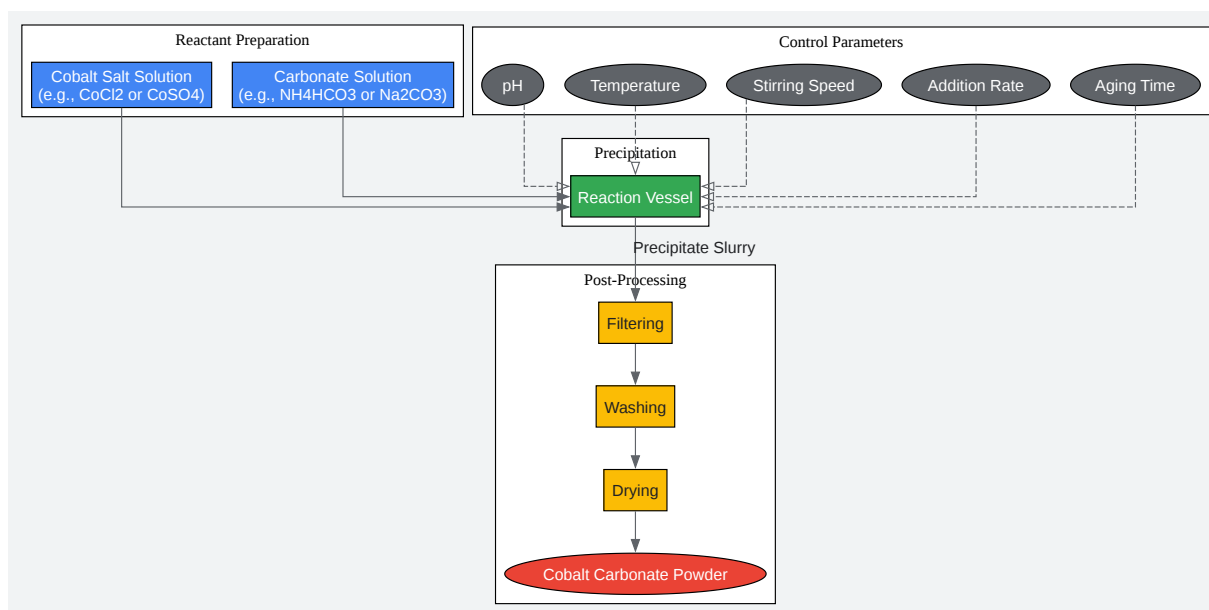 Reactant Preparation
Cobalt Salt Solution
(e.g., CoCl2 or CoSO4)
Carbonate Solution
(e.g., NH4HCO3 or Na2CO3)
Control Parameters
pH
Temperature
Stirring Speed
Addition Rate
Aging Time
Precipitation
Reaction Vessel
Precipitate Slurry
Post-Processing
Filtering
Washing
Drying
Cobalt Carbonate Powder